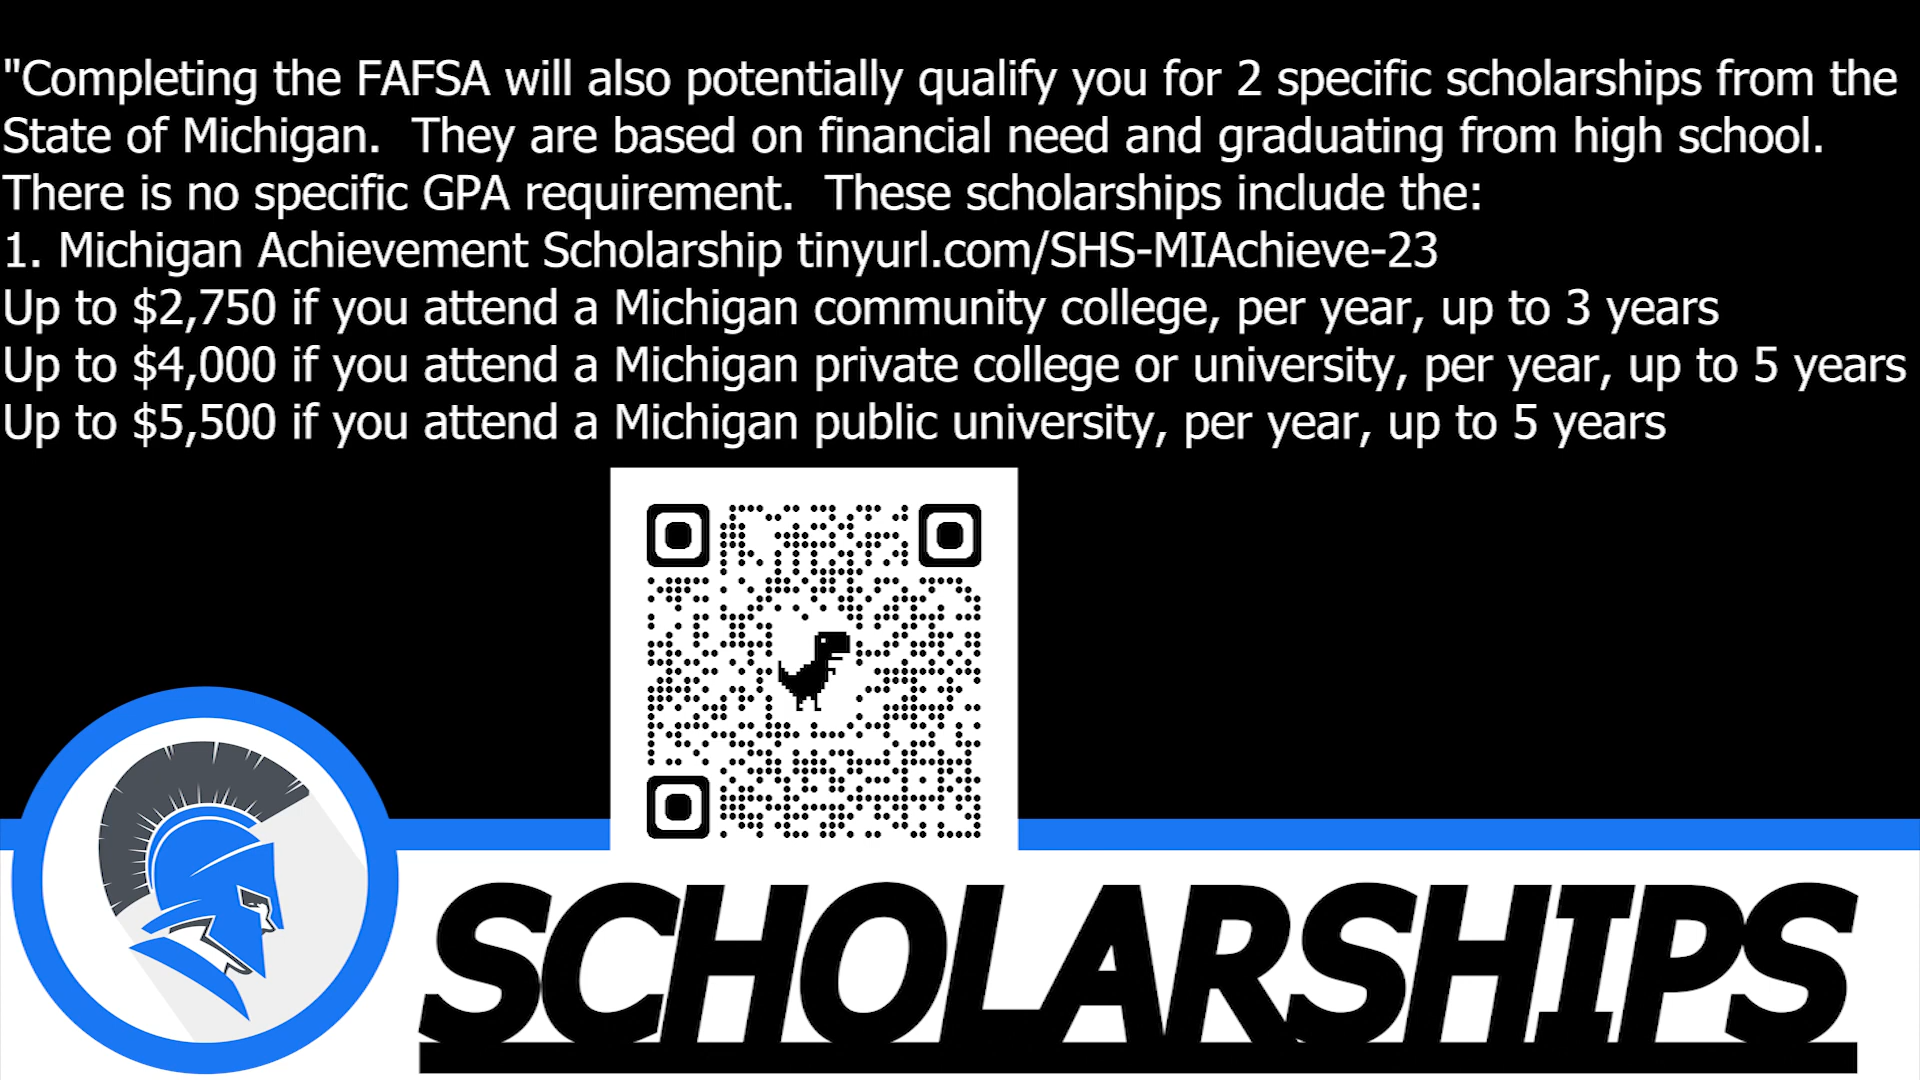 "Completing the FAFSA will also potentially qualify you for 2 specific scholarships from the
State of Michigan.  They are based on financial need and graduating from high school.
There is no specific GPA requirement.  These scholarships include the:
1. Michigan Achievement Scholarship tinyurl.com/SHS-MIAchieve-23
Up to $2,750 if you attend a Michigan community college, per year, up to 3 years
Up to $4,000 if you attend a Michigan private college or university, per year, up to 5 years
Up to $5,500 if you attend a Michigan public university, per year, up to 5 years
SCHOLARSHIPS